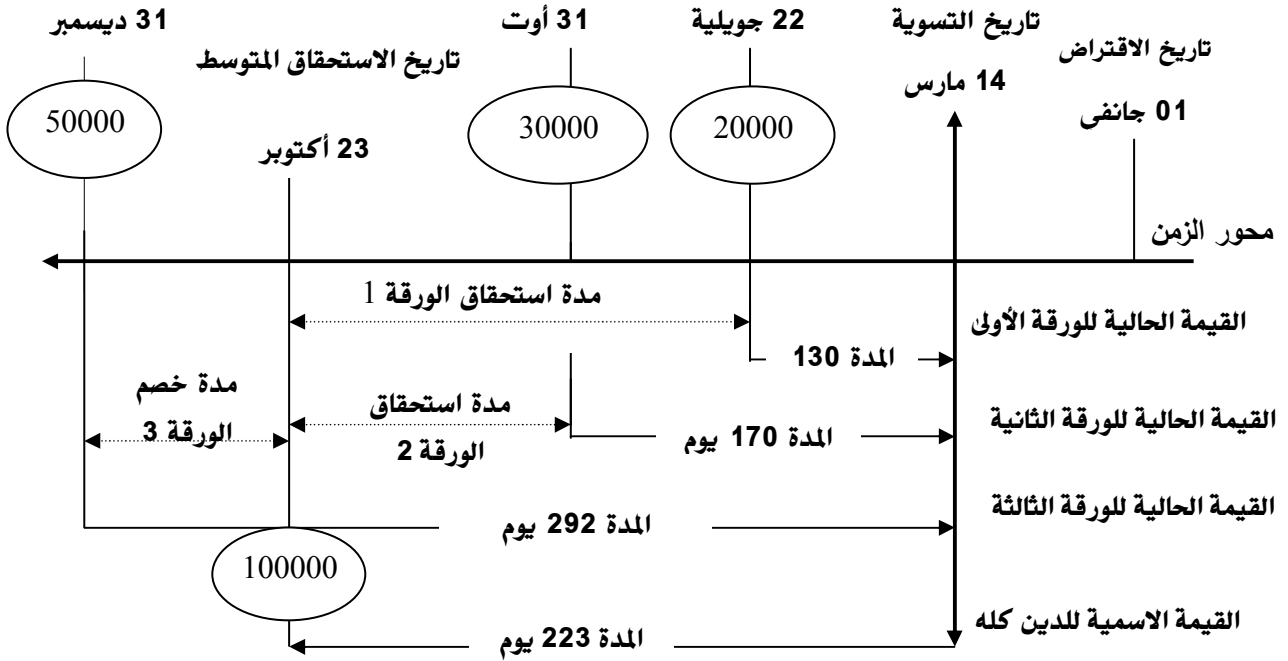 تاريخ الاقتراض
01 جانفى
تاريخ التسوية
14 مارس
22 جويلية
20000
31 أوت
30000
تاريخ الاستحقاق المتوسط
23 أكتوبر
31 ديسمبر
50000
محور الزمن
القيمة الحالية للورقة الأولى
مدة استحقاق الورقة 1
المدة 130
القيمة الحالية للورقة الثانية
المدة 170 يوم
مدة استحقاق
الورقة 2
مدة خصم
الورقة 3
القيمة الحالية للورقة الثالثة
المدة 292 يوم
100000
القيمة الاسمية للدين كله
المدة 223 يوم